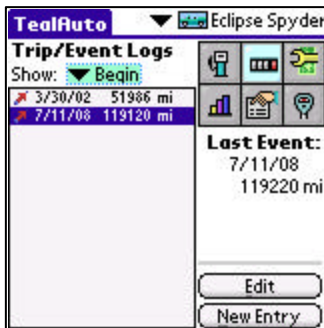 TealAuto Eclipse Spyder
Trip/Event Logs
Show: Begin
3/30/02 51986 mi
7/11/08 119120 mi
Last Event:
7/11/08
119220 mi
Edit
New Entry